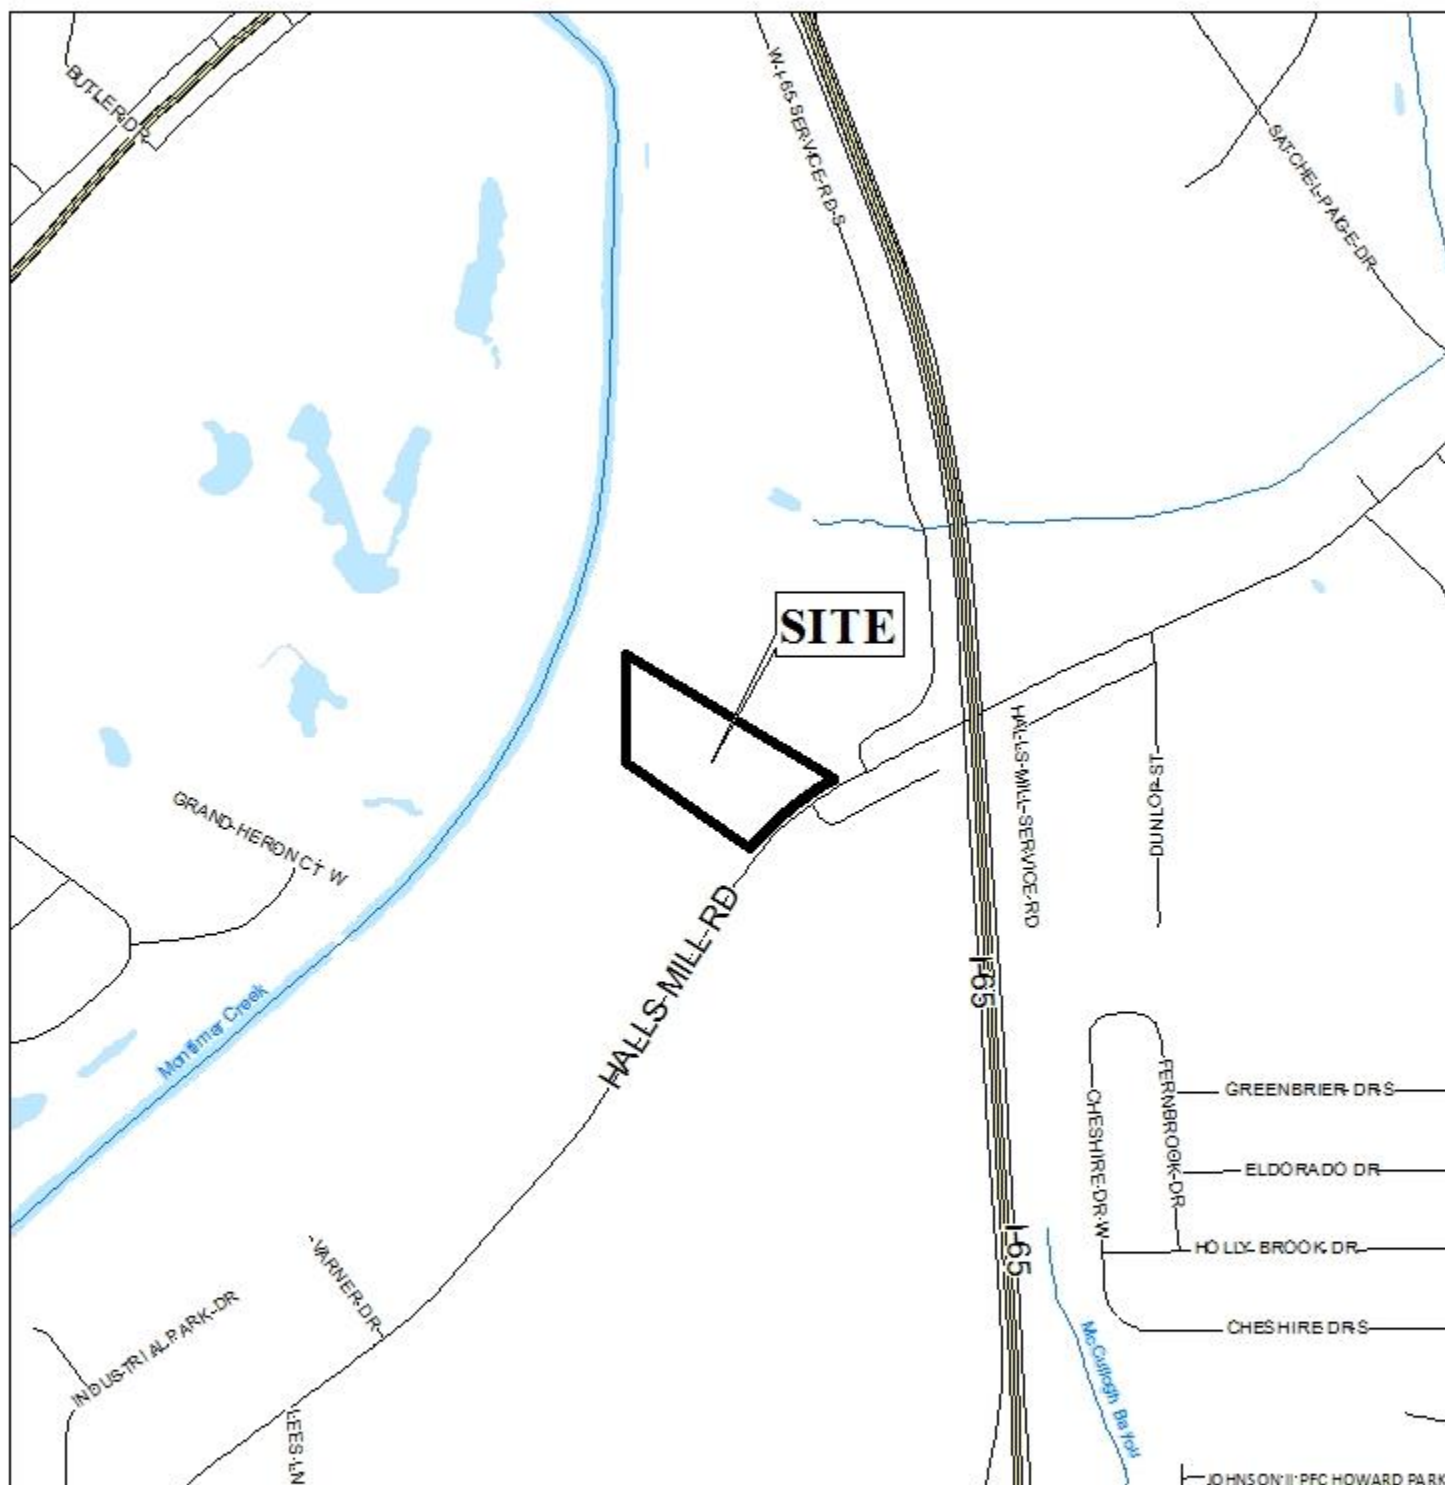 BUTLER DR
W I-65 SERVICE RD S
SATCHEL PAIGE DR
SITE
HALLS MILL SERVICE RD
DUNLOP ST
GRAND HERON CT W
HALLS MILL RD
I-65
Montlimar Creek
FERNBROOK DR
GREENBRIER DR S
CHESHIRE DR W
ELDORADO DR
HOLLY BROOK DR
I-65
VARNER DR
INDUSTRIAL PARK DR
CHESHIRE DR S
McCullogh Bayou
LEES LN
JOHNSON II PFC HOWARD PARK